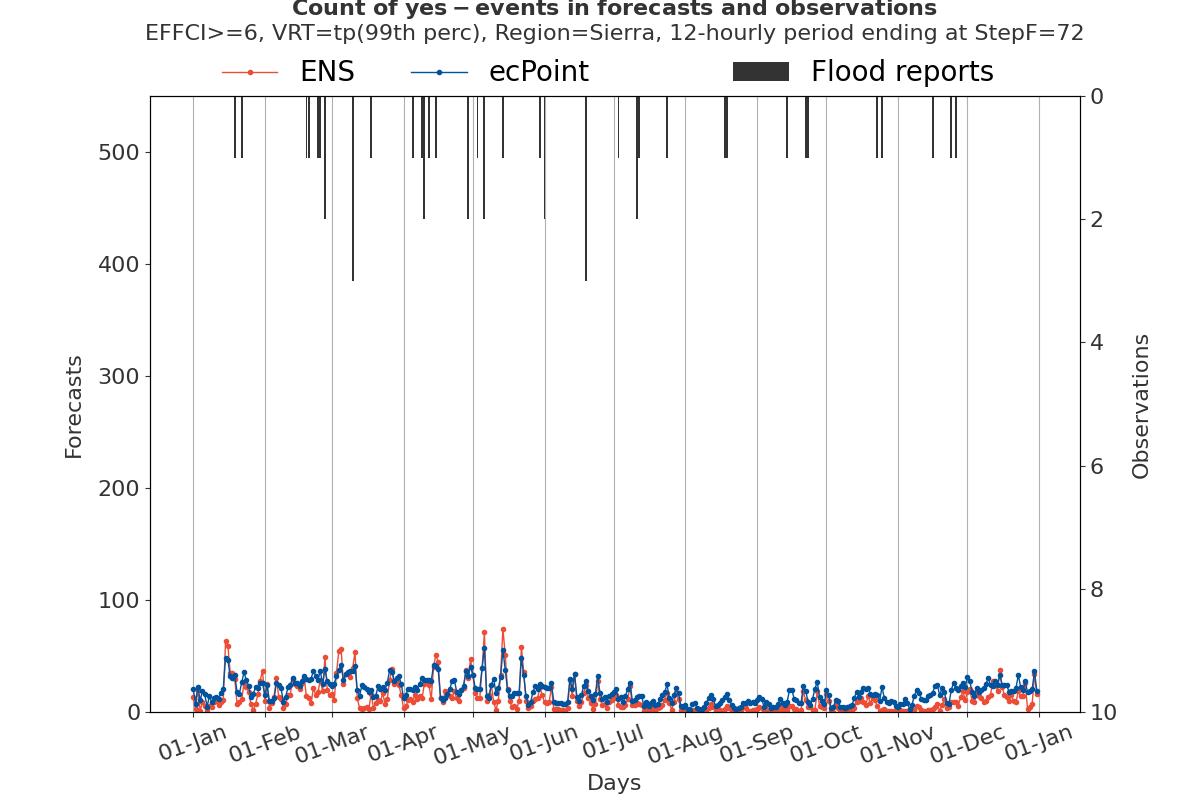 Count of yes − events in forecasts and observations
EFFCI>=6, VRT=tp(99th perc), Region=Sierra, 12-hourly period ending at StepF=72
ENS ecPoint Flood reports
500
400
300
200
100
0
Forecasts
0
2
4
6
8
10
Observations
01-Jan 01-Feb 01-Mar 01-Apr 01-May 01-Jun 01-Jul 01-Aug 01-Sep 01-Oct 01-Nov 01-Dec 01-Jan
Days